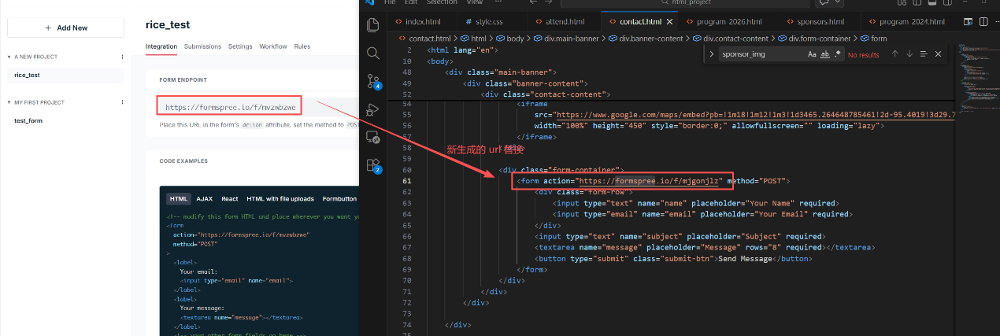 + Add New
A NEW PROJECT
rice_test
MY FIRST PROJECT
test_form
rice_test
Integration Submissions Settings Workflow Rules
FORM ENDPOINT
https://formspree.io/f/mvzwbzwe
Place this URL in the form's action attribute, set the method to POST
CODE EXAMPLES
HTML AJAX React HTML with file uploads Formbutton
<!-- modify this form HTML and place wherever you want
<form
action="https://formspree.io/f/mvzwbzwe"
method="POST"
>
<label>
Your email:
<input type="email" name="email">
</label>
<label>
Your message:
<textarea name="message"></textarea>
</label>
<!-- your other form fields go here -->
File Edit Selection View ···
html_project
index.html style.css attend.html contact.html program-2026.html sponsors.html program-2024.html
contact.html > html > body > div.main-banner > div.banner-content > div.contact-content > div.form-container > form
sponsor_img Aa ab .* No results
4
2
2 <html lang="en">
10 <body>
48 <div class="main-banner">
49 <div class="banner-content">
52 <div class="contact-content">
54 <iframe
55 src="https://www.google.com/maps/embed?pb=!1m18!1m12!1m3!1d3465.264648785461!2d-95.4019!3d29.7
56 width="100%" height="450" style="border:0;" allowfullscreen="" loading="lazy">
57 </iframe>
58
新生成的 url 替换
60 <div class="form-container">
61 <form action="https://formspree.io/f/mjgonjlz" method="POST">
62 <div class="form-row">
63 <input type="text" name="name" placeholder="Your Name" required>
64 <input type="email" name="email" placeholder="Your Email" required>
65 </div>
66 <input type="text" name="subject" placeholder="Subject" required>
67 <textarea name="message" placeholder="Message" rows="8" required></textarea>
68 <button type="submit" class="submit-btn">Send Message</button>
69 </form>
70 </div>
71 </div>
72 </div>
73
74 </div>
75